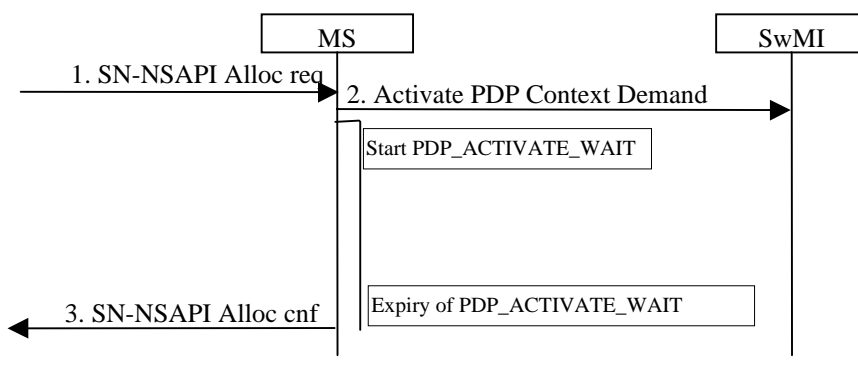 MS
SwMI
1. SN-NSAPI Alloc req
2. Activate PDP Context Demand
Start PDP_ACTIVATE_WAIT
Expiry of PDP_ACTIVATE_WAIT
3. SN-NSAPI Alloc cnf